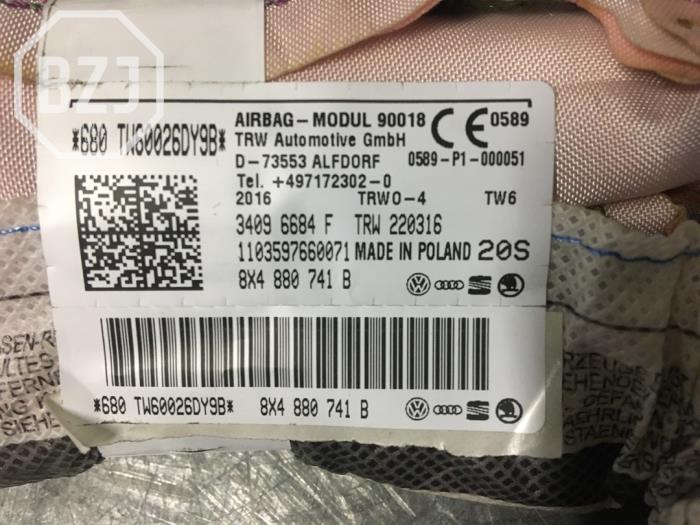 BZJ
*680 TW60026DY9B*
AIRBAG-MODUL 90018
TRW Automotive GmbH
D-73553 ALFDORF
Tel. +497172302-0
2016 TRWO-4 TW6
CE 0589
0589-P1-000051
3409 6684 F TRW 220316
1103597660071 MADE IN POLAND 20S
8X4 880 741 B
*680 TW60026DY9B* 8X4 880 741 B